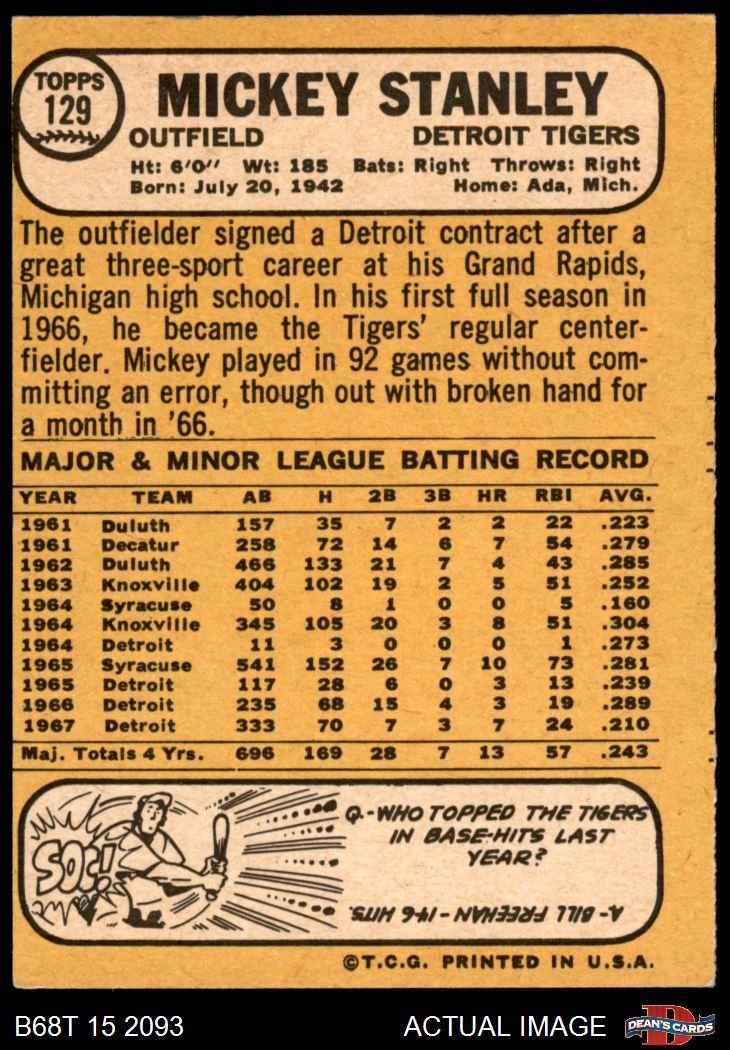 TOPPS
129
MICKEY STANLEY
OUTFIELD DETROIT TIGERS
Ht: 6'0" Wt: 185 Bats: Right Throws: Right
Born: July 20, 1942 Home: Ada, Mich.
The outfielder signed a Detroit contract after a
great three-sport career at his Grand Rapids,
Michigan high school. In his first full season in
1966, he became the Tigers' regular center-
fielder. Mickey played in 92 games without com-
mitting an error, though out with broken hand for
a month in '66.
MAJOR & MINOR LEAGUE BATTING RECORD
YEAR TEAM AB H 2B 3B HR RBI AVG.
1961 Duluth 157 35 7 2 2 22 .223
1961 Decatur 258 72 14 6 7 54 .279
1962 Duluth 466 133 21 7 4 43 .285
1963 Knoxville 404 102 19 2 5 51 .252
1964 Syracuse 50 8 1 0 0 5 .160
1964 Knoxville 345 105 20 3 8 51 .304
1964 Detroit 11 3 0 0 0 1 .273
1965 Syracuse 541 152 26 7 10 73 .281
1965 Detroit 117 28 6 0 3 13 .239
1966 Detroit 235 68 15 4 3 19 .289
1967 Detroit 333 70 7 3 7 24 .210
Maj. Totals 4 Yrs. 696 169 28 7 13 57 .243
SOC!
Q.-WHO TOPPED THE TIGERS
IN BASE-HITS LAST
YEAR?
A- BILL FREEHAN-146 HITS.
©T.C.G. PRINTED IN U.S.A.
B68T 15 2093 ACTUAL IMAGE
D
DEAN'S CARDS